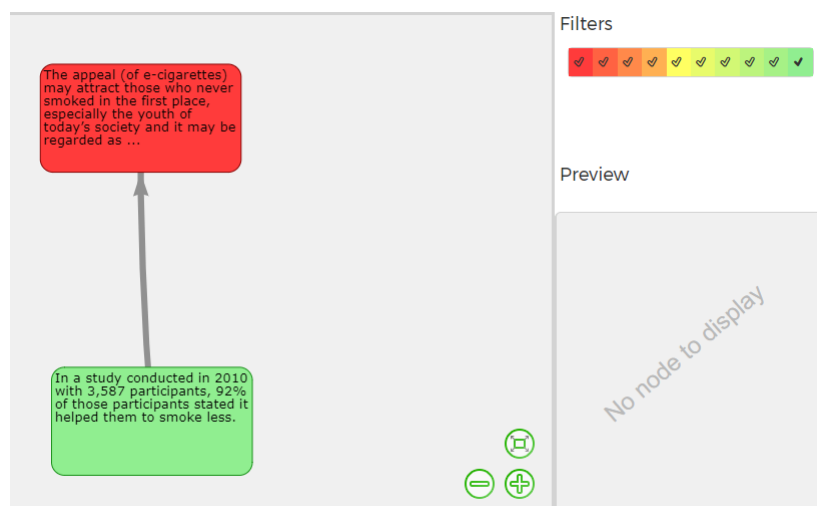 Filters
The appeal (of e-cigarettes)
may attract those who never
smoked in the first place,
especially the youth of
today's society and it may be
regarded as ...
Preview
No node to display
In a study conducted in 2010
with 3,587 participants, 92%
of those participants stated it
helped them to smoke less.